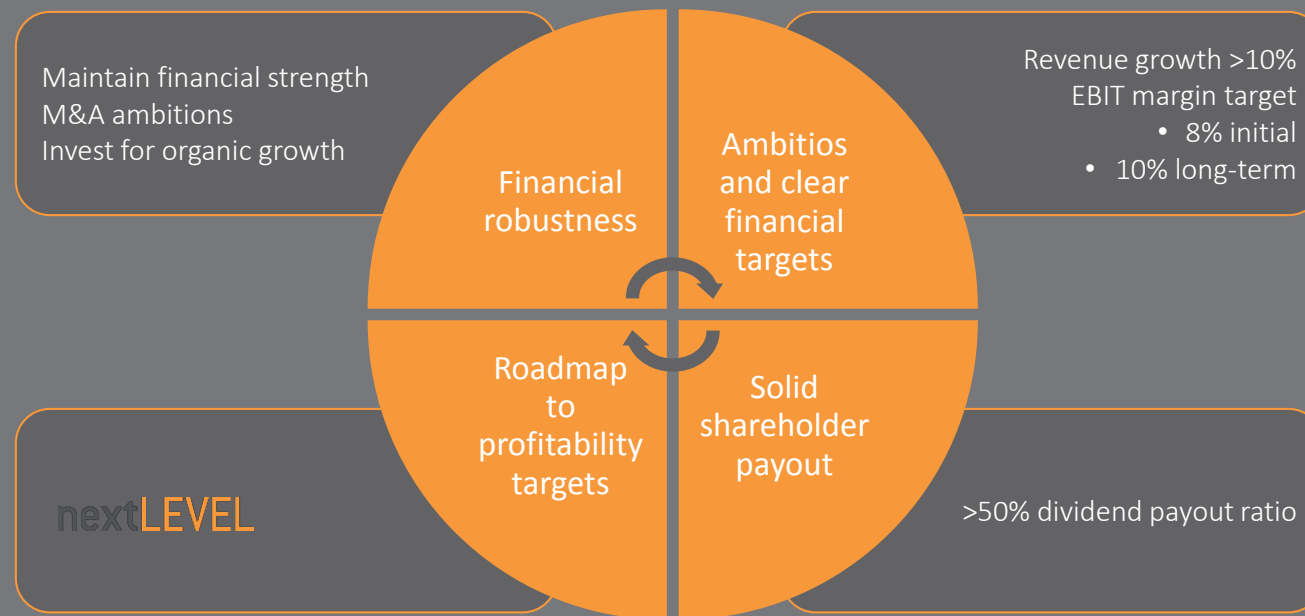 Maintain financial strength
M&A ambitions
Invest for organic growth
Financial
robustness
Ambitios
and clear
financial
targets
Revenue growth >10%
EBIT margin target
• 8% initial
• 10% long-term
nextLEVEL
Roadmap
to
profitability
targets
Solid
shareholder
payout
>50% dividend payout ratio